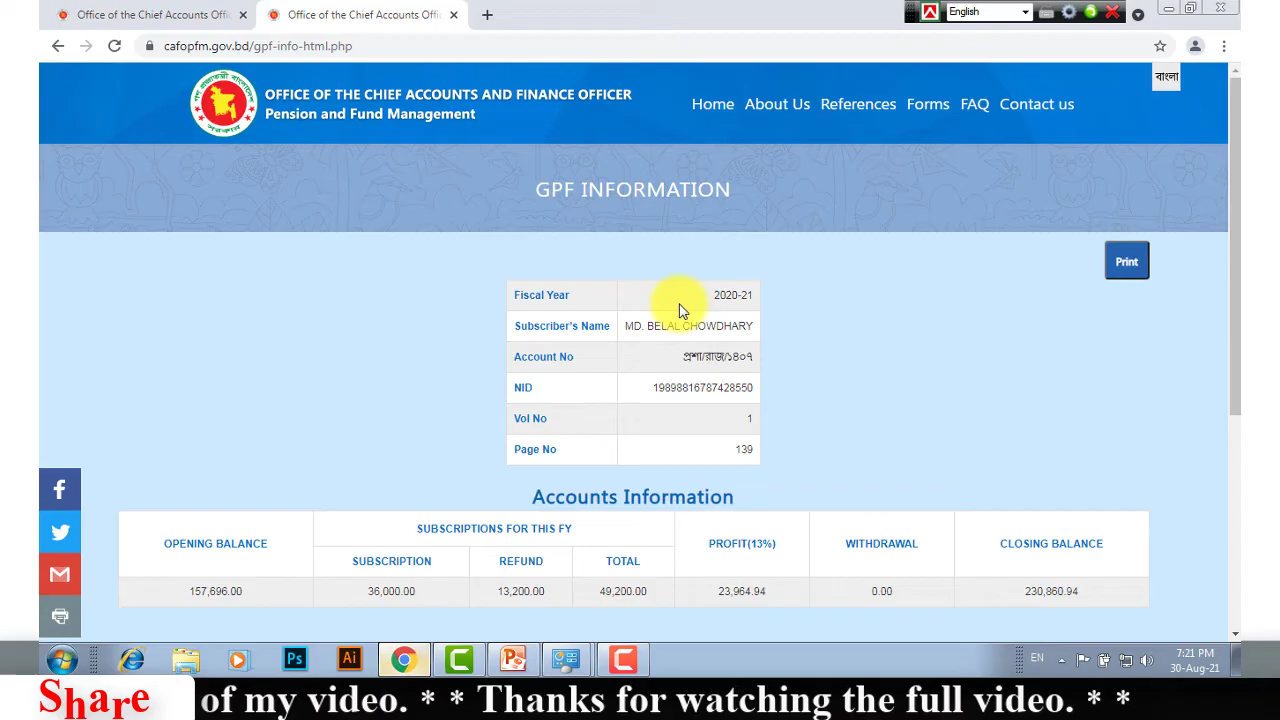 Office of the Chief Accounts Offic
Office of the Chief Accounts Offic
English
cafopfm.gov.bd/gpf-info-html.php
বাংলা
OFFICE OF THE CHIEF ACCOUNTS AND FINANCE OFFICER
Pension and Fund Management
Home About Us References Forms FAQ Contact us
GPF INFORMATION
Print
Fiscal Year 2020-21
Subscriber's Name MD. BELAL CHOWDHARY
Account No প্রশা/রাজ/১৪০৭
NID 19898816787428550
Vol No 1
Page No 139
Accounts Information
OPENING BALANCE SUBSCRIPTIONS FOR THIS FY PROFIT(13%) WITHDRAWAL CLOSING BALANCE
SUBSCRIPTION REFUND TOTAL
157,696.00 36,000.00 13,200.00 49,200.00 23,964.94 0.00 230,860.94
Ps Ai EN 7:21 PM
30-Aug-21
Share of my video. * * Thanks for watching the full video. * *